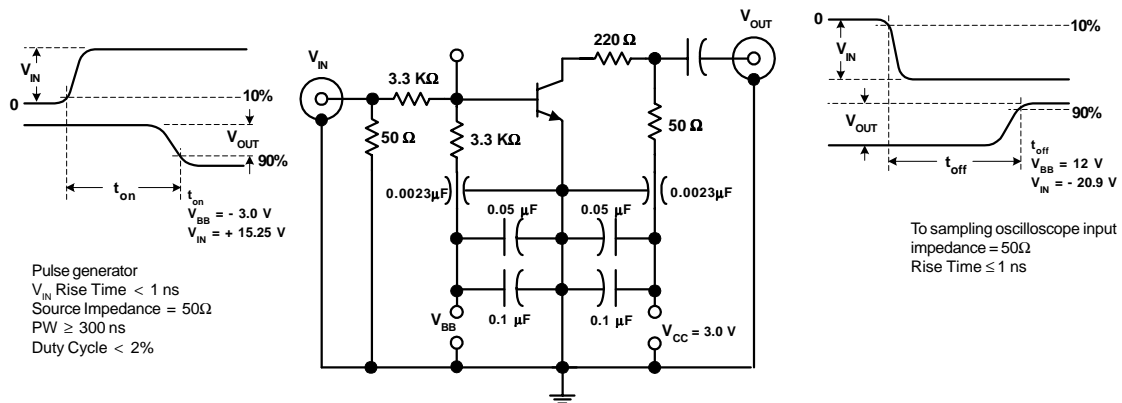 0
V_IN
10%
V_OUT
90%
t_on
t_on
V_BB = - 3.0 V
V_IN = + 15.25 V
Pulse generator
V_IN Rise Time < 1 ns
Source Impedance = 50Ω
PW ≥ 300 ns
Duty Cycle < 2%
V_IN
3.3 KΩ
50 Ω
3.3 KΩ
220 Ω
V_OUT
50 Ω
0.0023µF
0.0023µF
0.05 µF
0.05 µF
0.1 µF
0.1 µF
V_BB
V_CC = 3.0 V
0
10%
V_IN
V_OUT
90%
t_off
t_off
V_BB = 12 V
V_IN = - 20.9 V
To sampling oscilloscope input
impedance = 50Ω
Rise Time ≤ 1 ns